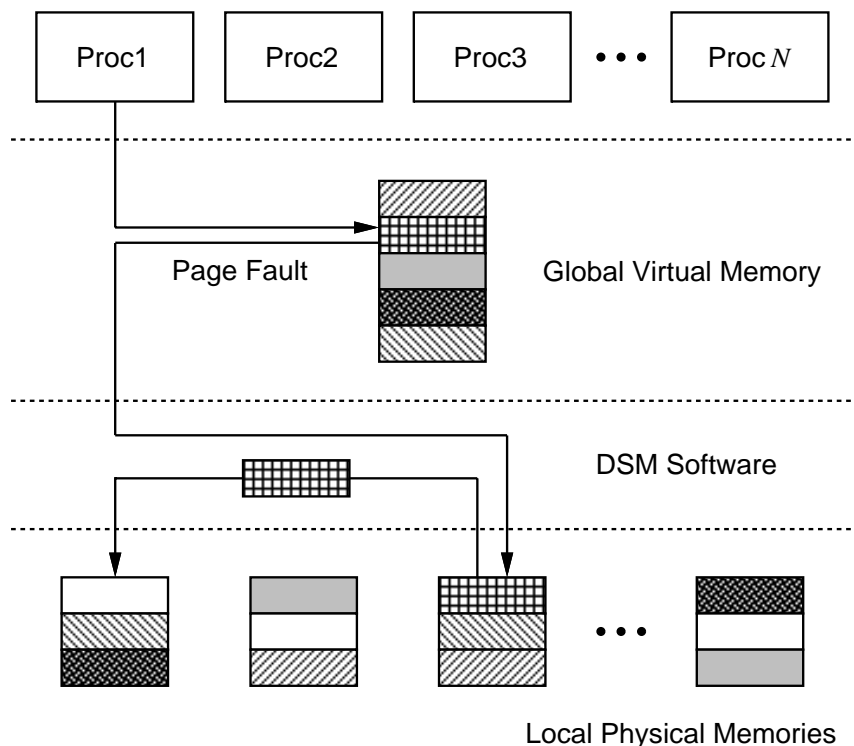 Proc1 Proc2 Proc3 ••• Proc N
Page Fault
Global Virtual Memory
DSM Software
•••
Local Physical Memories